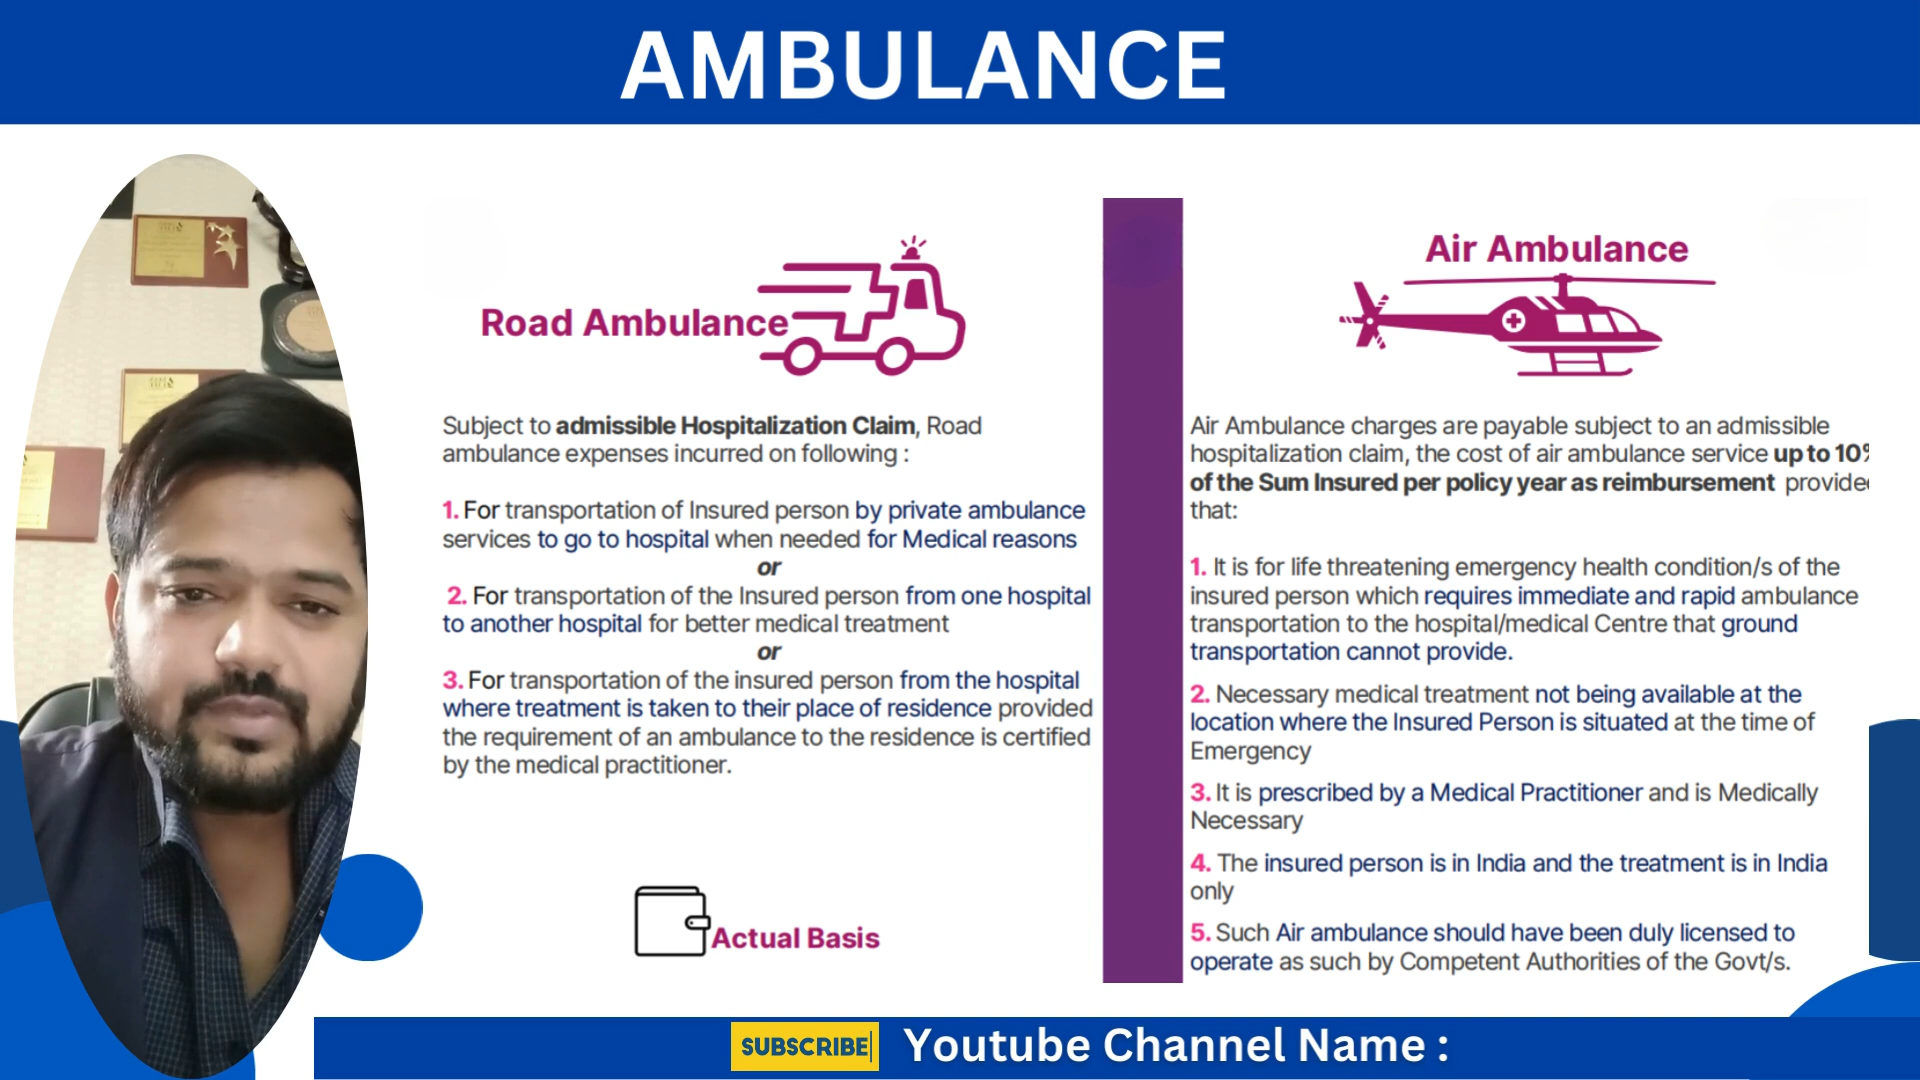 AMBULANCE
Road Ambulance
Subject to admissible Hospitalization Claim, Road
ambulance expenses incurred on following :
1. For transportation of Insured person by private ambulance
services to go to hospital when needed for Medical reasons
or
2. For transportation of the Insured person from one hospital
to another hospital for better medical treatment
or
3. For transportation of the insured person from the hospital
where treatment is taken to their place of residence provided
the requirement of an ambulance to the residence is certified
by the medical practitioner.
Actual Basis
Air Ambulance
Air Ambulance charges are payable subject to an admissible
hospitalization claim, the cost of air ambulance service up to 10%
of the Sum Insured per policy year as reimbursement provided
that:
1. It is for life threatening emergency health condition/s of the
insured person which requires immediate and rapid ambulance
transportation to the hospital/medical Centre that ground
transportation cannot provide.
2. Necessary medical treatment not being available at the
location where the Insured Person is situated at the time of
Emergency
3. It is prescribed by a Medical Practitioner and is Medically
Necessary
4. The insured person is in India and the treatment is in India
only
5. Such Air ambulance should have been duly licensed to
operate as such by Competent Authorities of the Govt/s.
SUBSCRIBE
Youtube Channel Name :